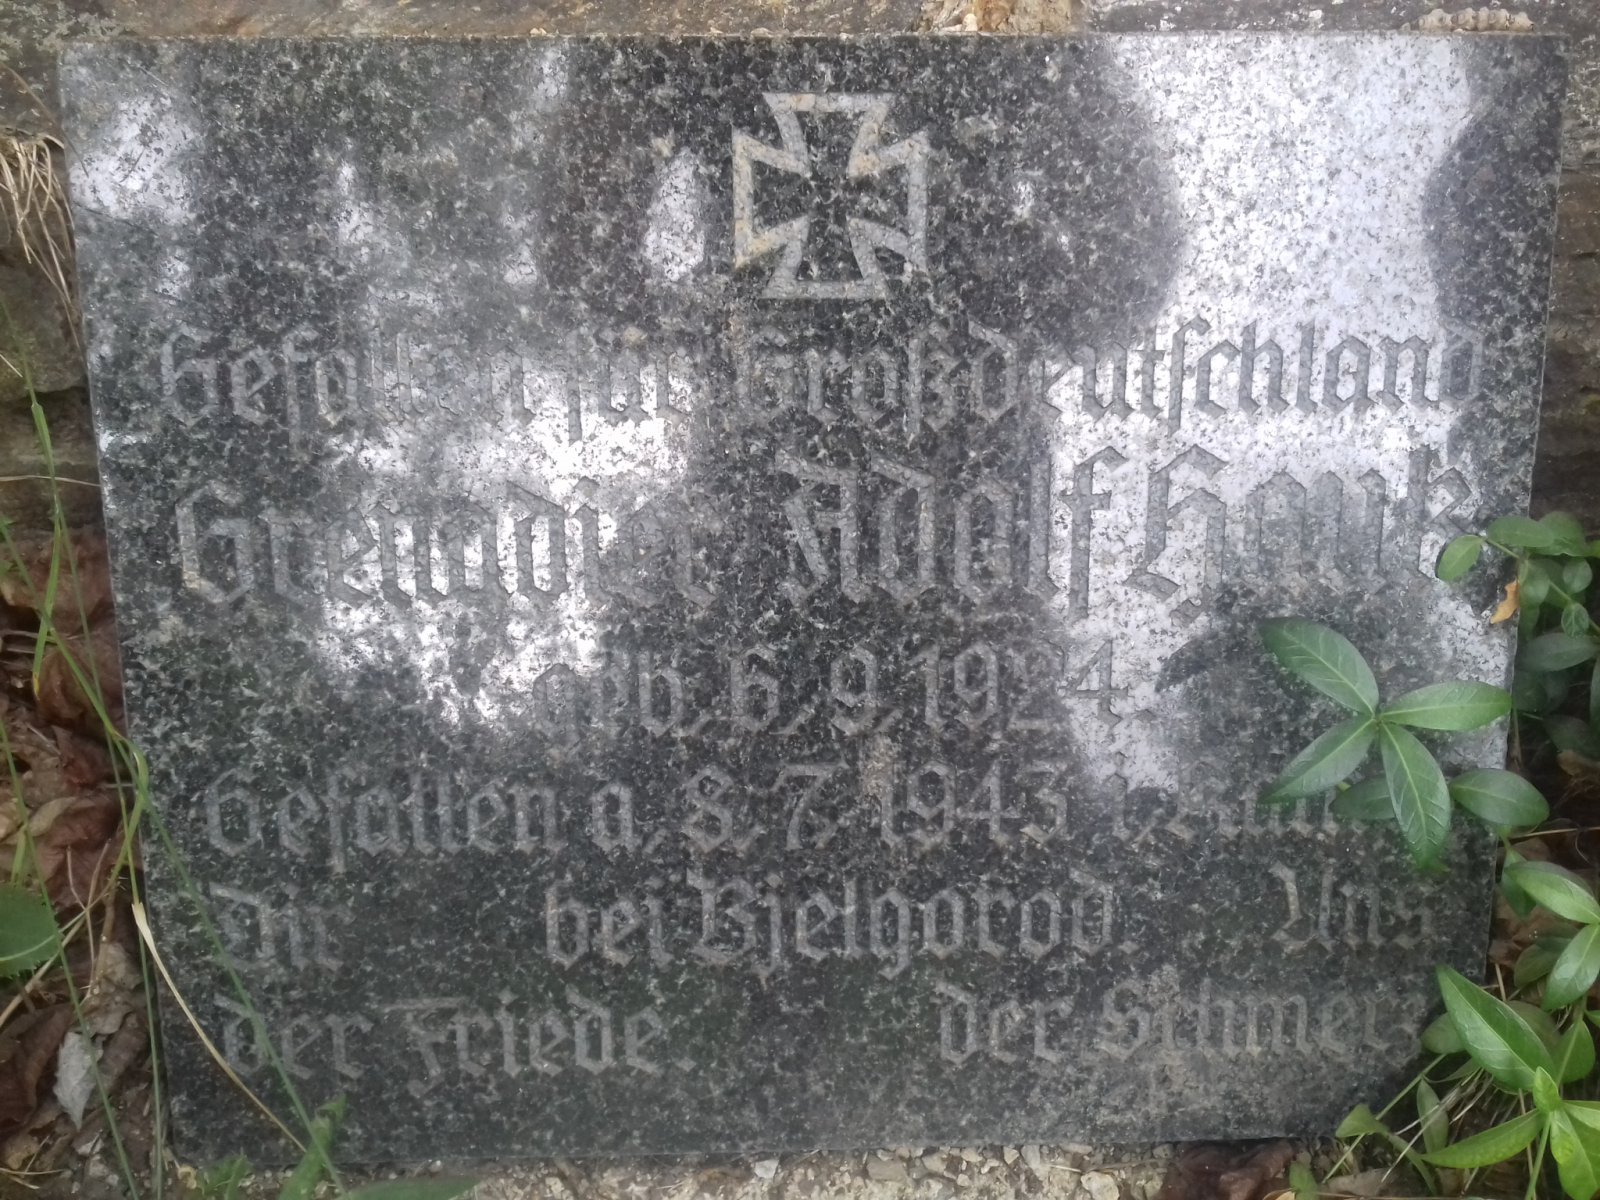 Gefallen für Großdeutschland
Grenadier Adolf Hauk
geb. 6. 9. 1924.
Gefallen a. 8. 7. 1943 i.
Dir bei Bjelgorod. Uns
der Friede. der Schmerz